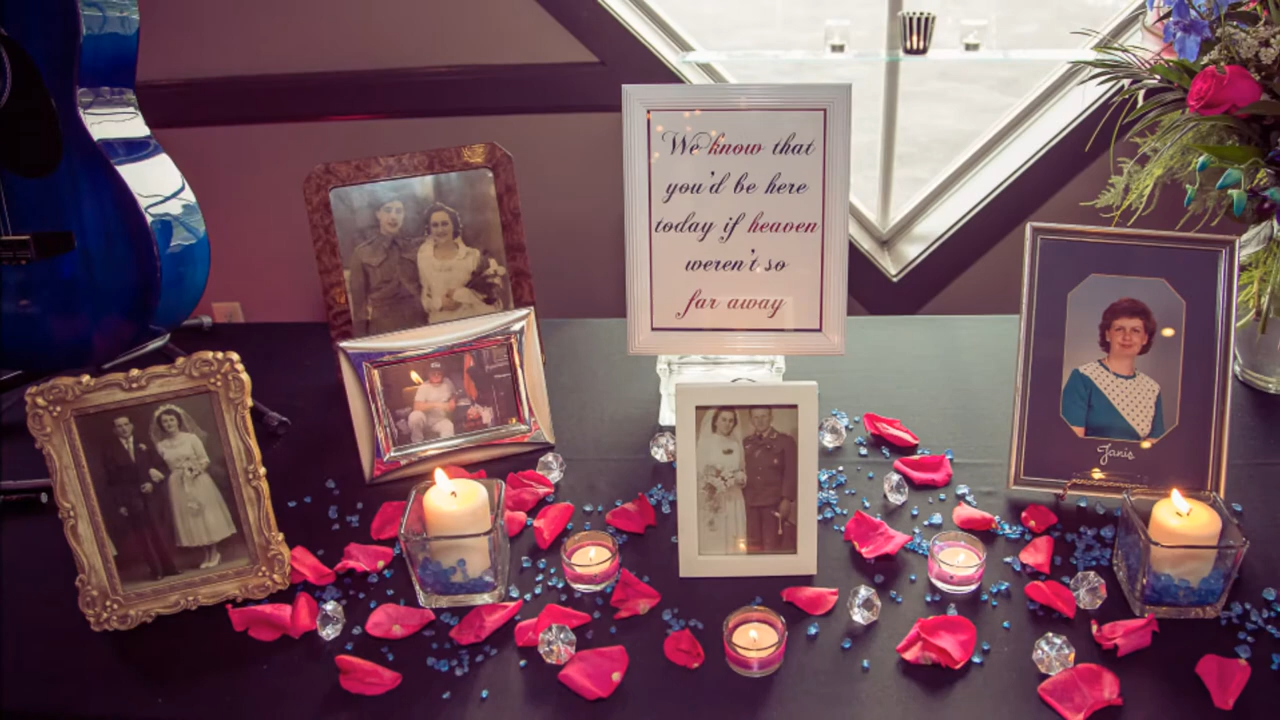 We know that
you'd be here
today if heaven
weren't so
far away
Janis